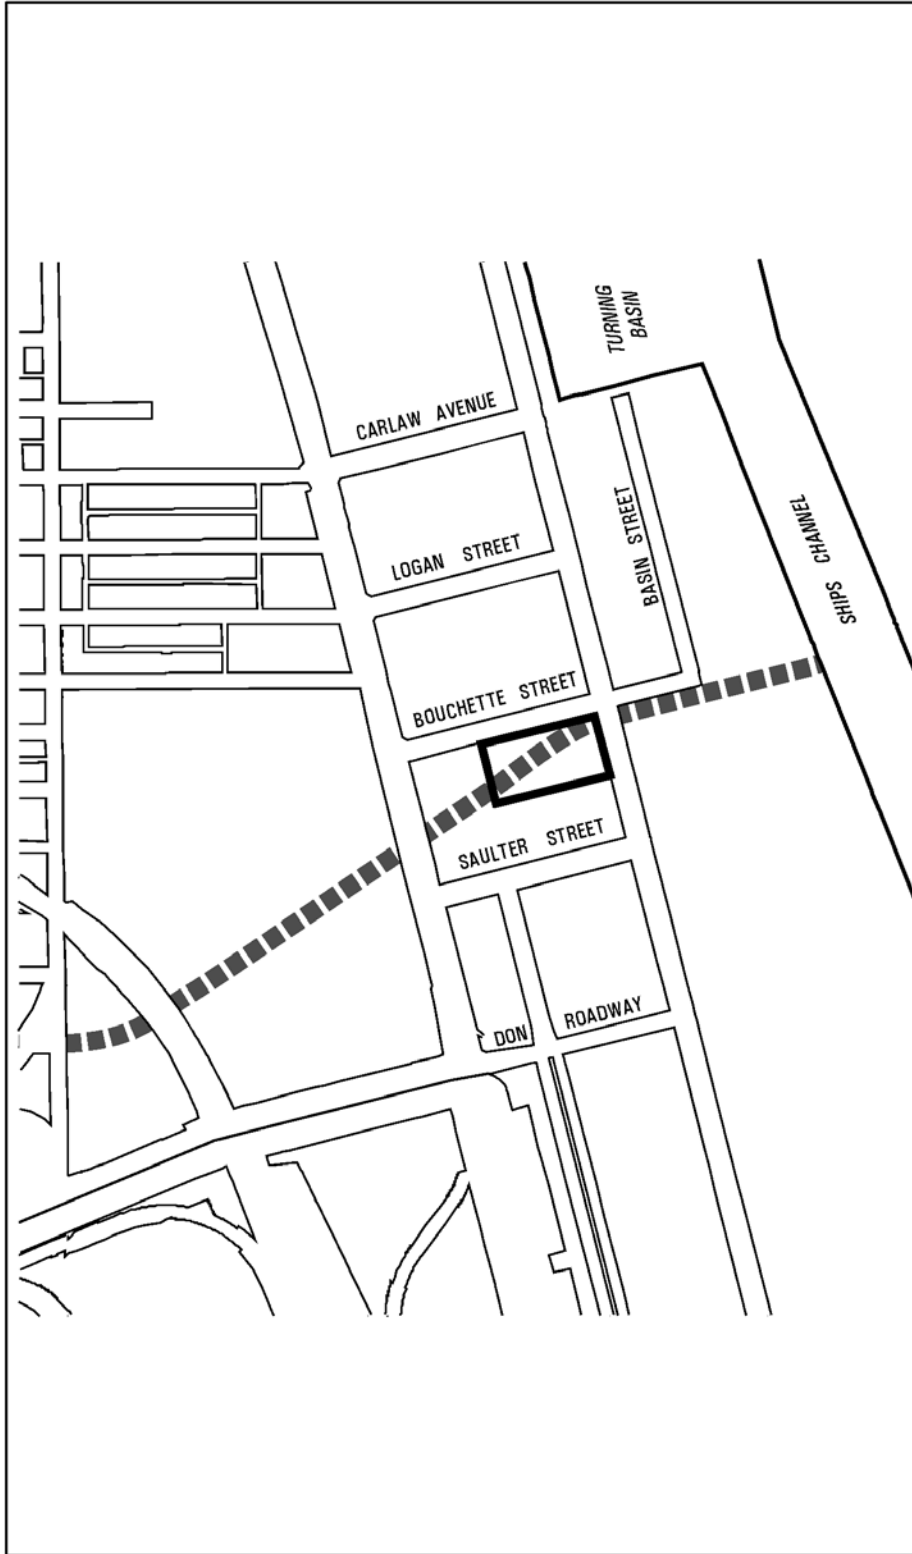 TURNING
BASIN
CARLAW AVENUE
LOGAN STREET
BASIN STREET
SHIPS CHANNEL
BOUCHETTE STREET
SAULTER STREET
DON ROADWAY